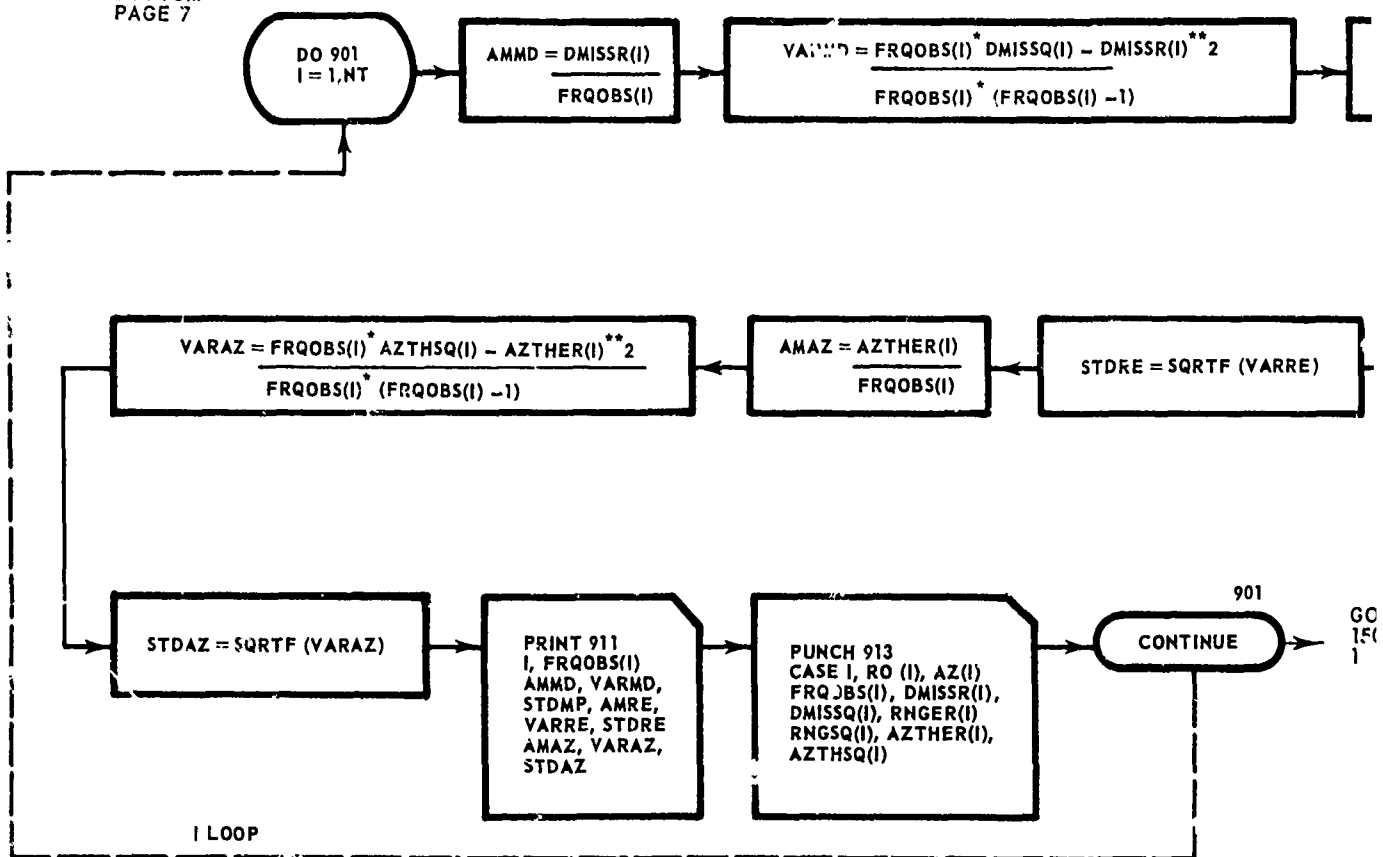 PAGE 7
DO 901
I = 1,NT
AMMD = DMISSR(I)
FRQOBS(I)
= FRQOBS(I)* DMISSQ(I) – DMISSR(I)**2
FRQOBS(I)* (FRQOBS(I) –1)
VARAZ = FRQOBS(I)* AZTHSQ(I) – AZTHER(I)**2
FRQOBS(I)* (FRQOBS(I) –1)
AMAZ = AZTHER(I)
FRQOBS(I)
STDRE = SQRTF (VARRE)
STDAZ = SQRTF (VARAZ)
PRINT 911
I, FRQOBS(I)
AMMD, VARMD,
STDMP, AMRE,
VARRE, STDRE
AMAZ, VARAZ,
STDAZ
PUNCH 913
CASE I, RO (I), AZ(I)
FRQOBS(I), DMISSR(I),
DMISSQ(I), RNGER(I)
RNGSQ(I), AZTHER(I),
AZTHSQ(I)
901
CONTINUE
GO
1
I LOOP